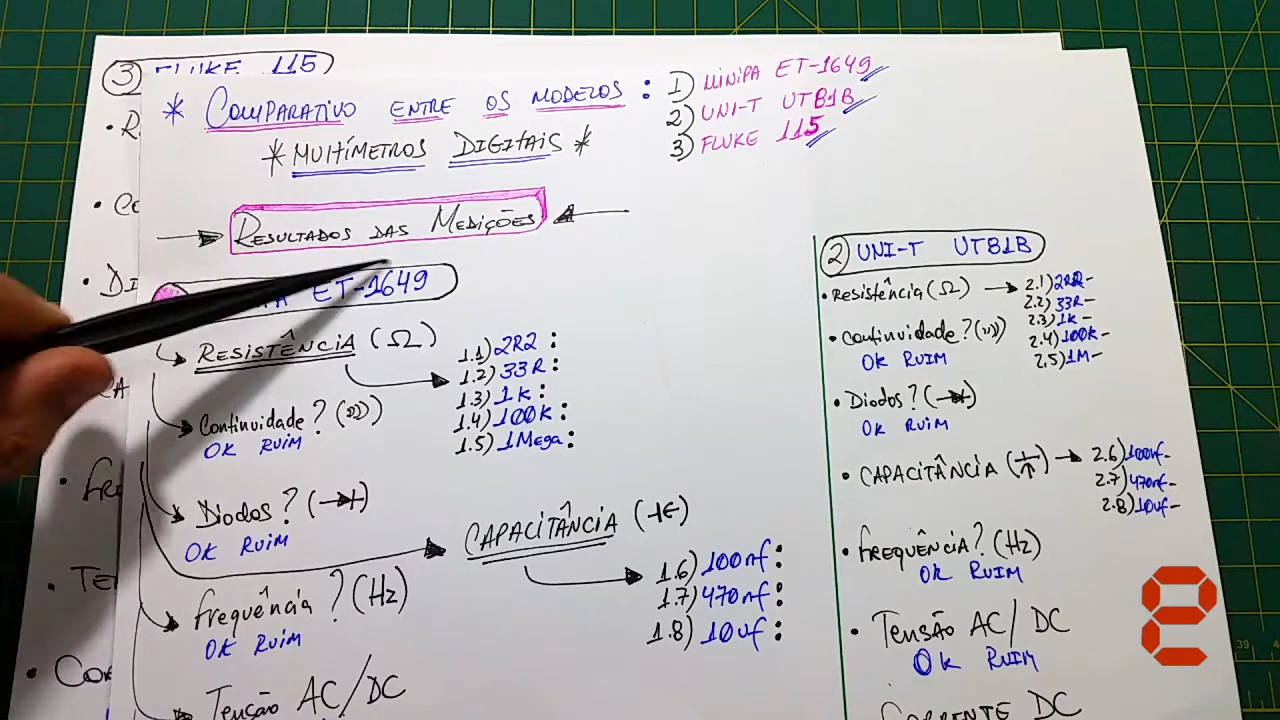 3 FLUKE 115
* COMPARATIVO ENTRE OS MODELOS :
1) MINIPA ET-1649
2) UNI-T UT81B
3) FLUKE 115
* MULTÍMETROS DIGITAIS *
RESULTADOS DAS MEDIÇÕES
ET-1649
RESISTÊNCIA (Ω)
1.1) 2R2 :
1.2) 33R :
1.3) 1K :
1.4) 100K :
1.5) 1Mega :
Continuidade ?
OK RUIM
Diodos ?
OK RUIM
CAPACITÂNCIA
1.6) 100nf :
1.7) 470nf :
1.8) 10uf :
Frequência ? (Hz)
OK RUIM
Tensão AC/DC
2 UNI-T UT81B
• Resistência (Ω)
2.1) 2R2-
2.2) 33R-
2.3) 1K-
2.4) 100K-
2.5) 1M-
• Continuidade ?
OK RUIM
• Diodos ?
OK RUIM
• CAPACITÂNCIA
2.6) 100nf-
2.7) 470nf-
2.8) 10uf-
• Frequência ? (Hz)
OK RUIM
• Tensão AC/DC
OK RUIM
CORRENTE DC
e